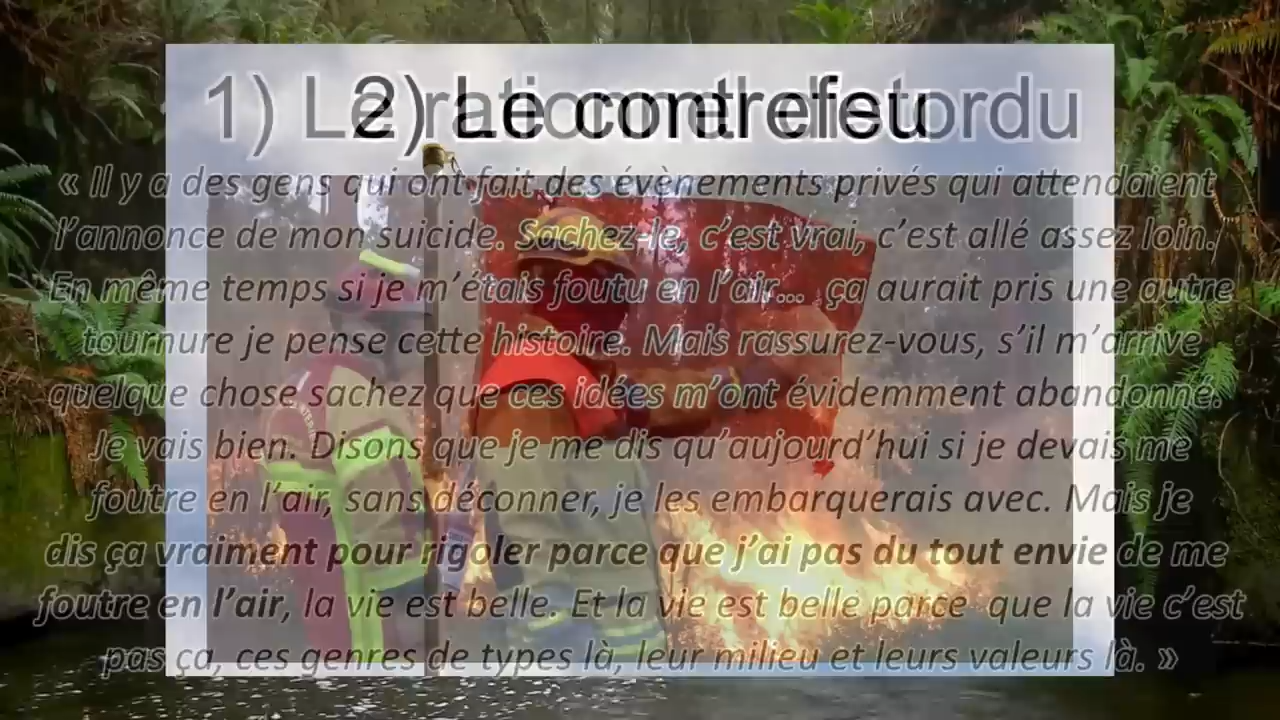 1) Le rationnel distordu
2) Le contrefeu
« Il y a des gens qui ont fait des évènements privés qui attendaient
l’annonce de mon suicide. Sachez-le, c’est vrai, c’est allé assez loin.
En même temps si je m’étais foutu en l’air… ça aurait pris une autre
tournure je pense cette histoire. Mais rassurez-vous, s’il m’arrive
quelque chose sachez que ces idées m’ont évidemment abandonné.
Je vais bien. Disons que je me dis qu’aujourd’hui si je devais me
foutre en l’air, sans déconner, je les embarquerais avec. Mais je
dis ça vraiment pour rigoler parce que j’ai pas du tout envie de me
foutre en l’air, la vie est belle. Et la vie est belle parce que la vie c’est
pas ça, ces genres de types là, leur milieu et leurs valeurs là. »